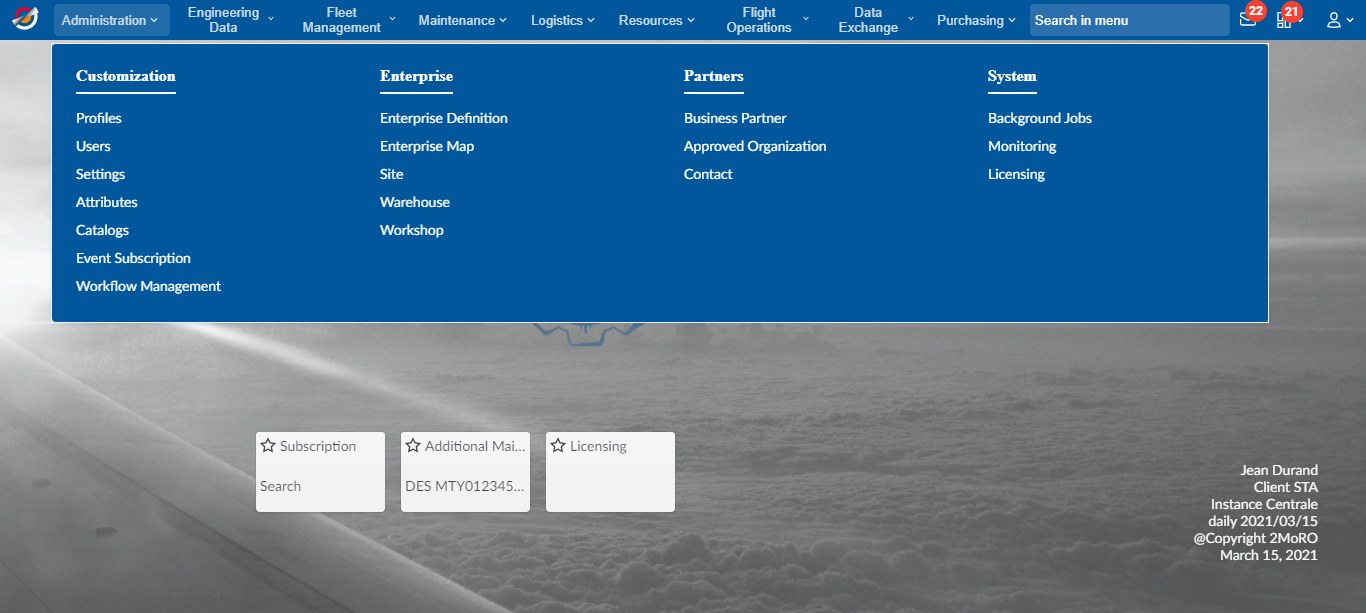 Administration
Engineering
Data
Fleet
Management
Maintenance
Logistics
Resources
Flight
Operations
Data
Exchange
Purchasing
Search in menu
22
21
Customization
Profiles
Users
Settings
Attributes
Catalogs
Event Subscription
Workflow Management
Enterprise
Enterprise Definition
Enterprise Map
Site
Warehouse
Workshop
Partners
Business Partner
Approved Organization
Contact
System
Background Jobs
Monitoring
Licensing
Subscription
Search
Additional Mai...
DES MTY012345...
Licensing
Jean Durand
Client STA
Instance Centrale
daily 2021/03/15
@Copyright 2MoRO
March 15, 2021